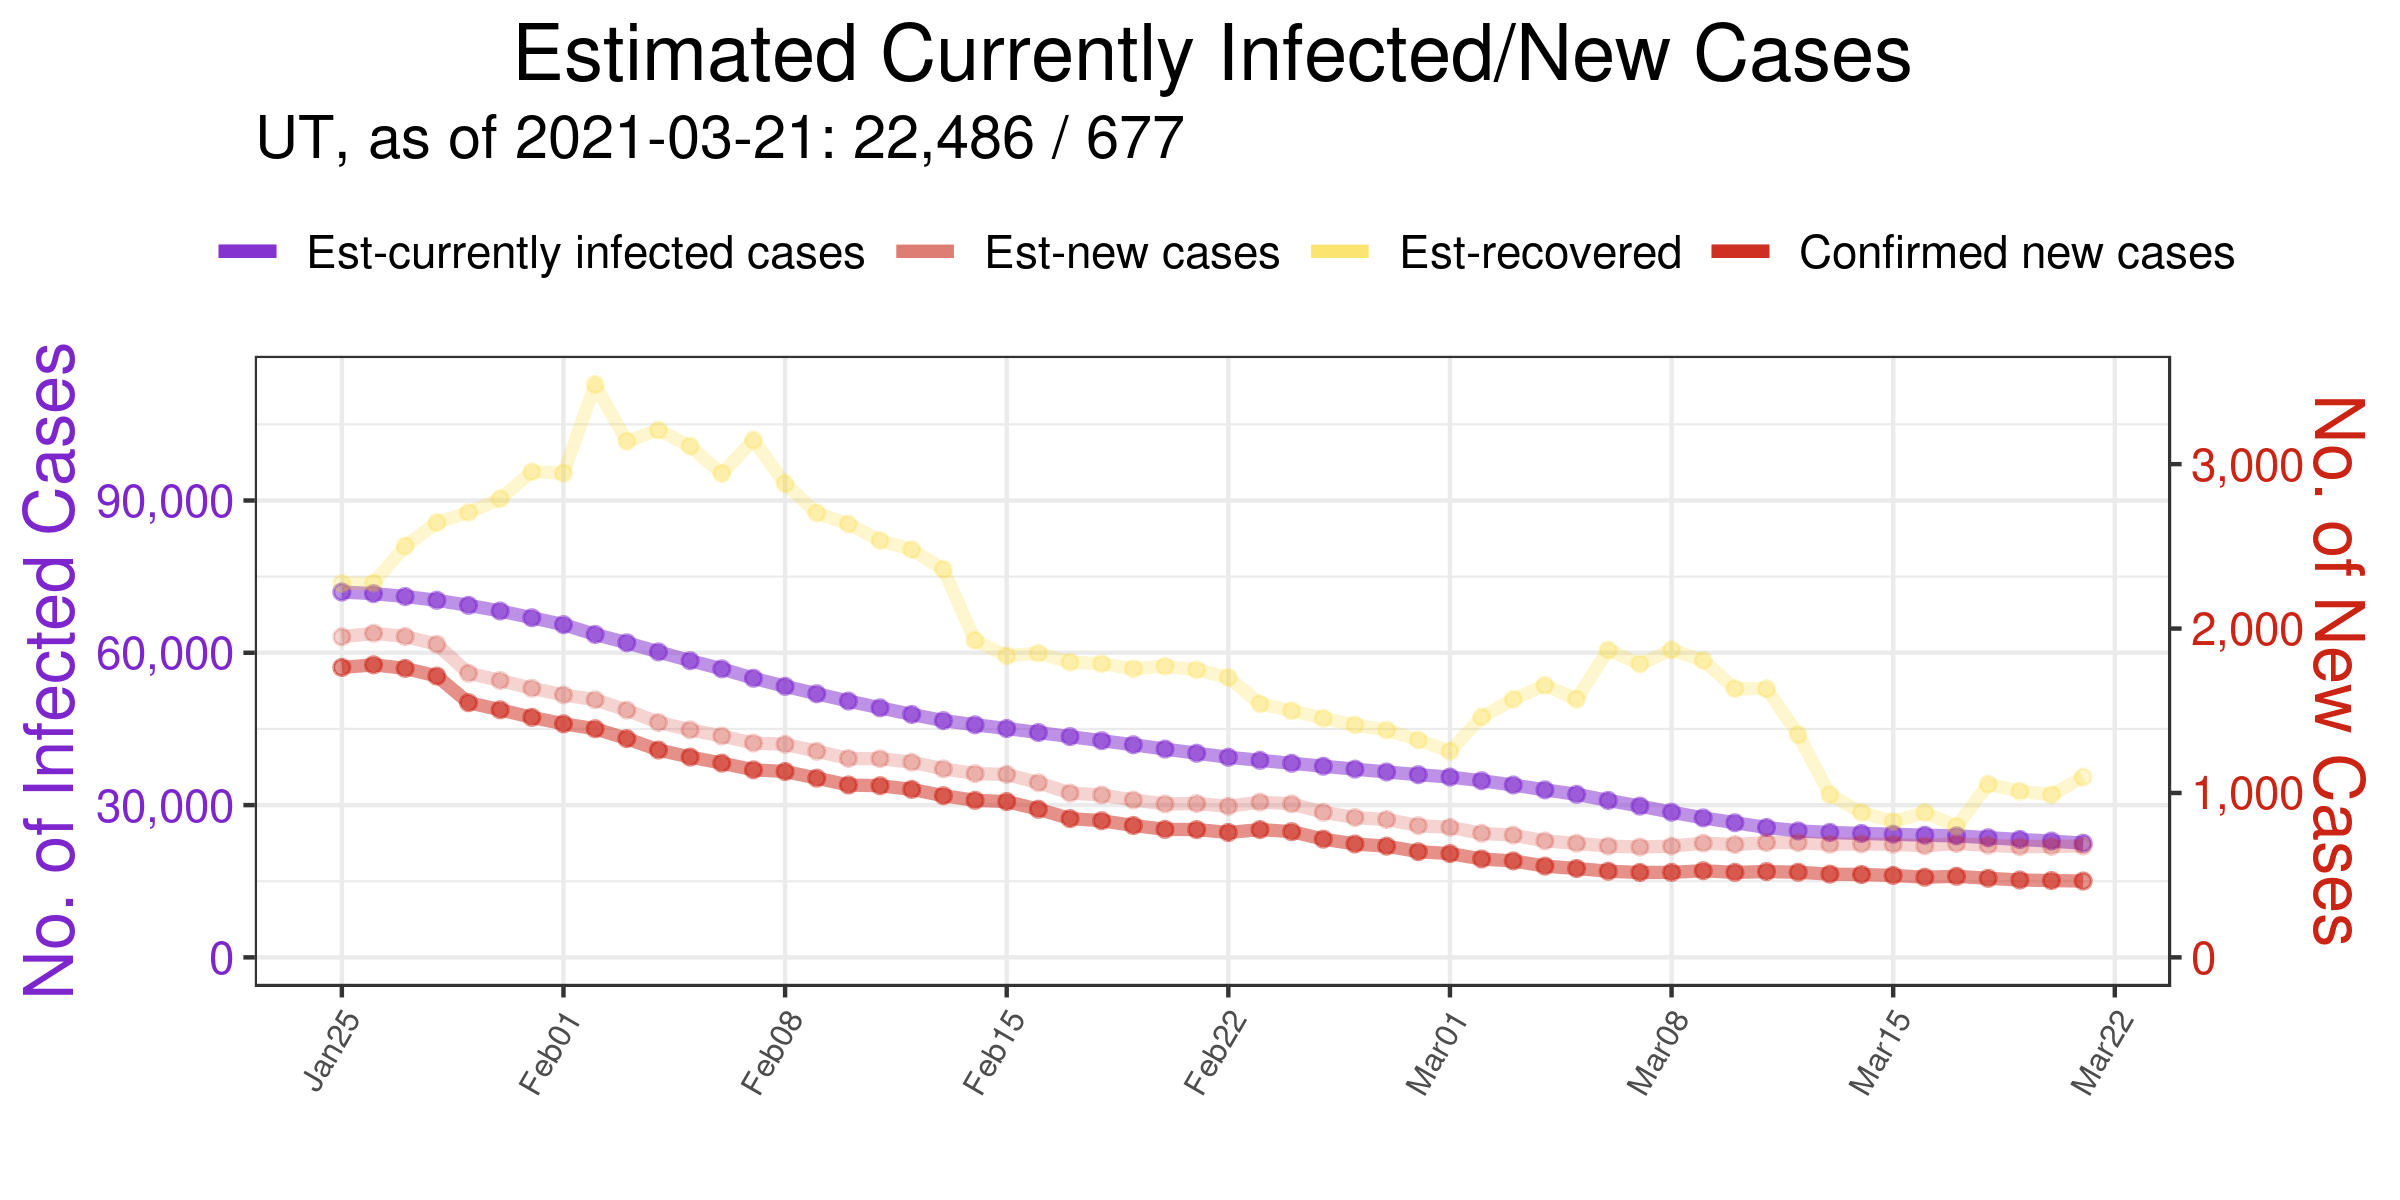 Estimated Currently Infected/New Cases
UT, as of 2021-03-21: 22,486 / 677
Est-currently infected cases Est-new cases Est-recovered Confirmed new cases
No. of Infected Cases
90,000
60,000
30,000
0
3,000
2,000
1,000
0
No. of New Cases
Jan25 Feb01 Feb08 Feb15 Feb22 Mar01 Mar08 Mar15 Mar22